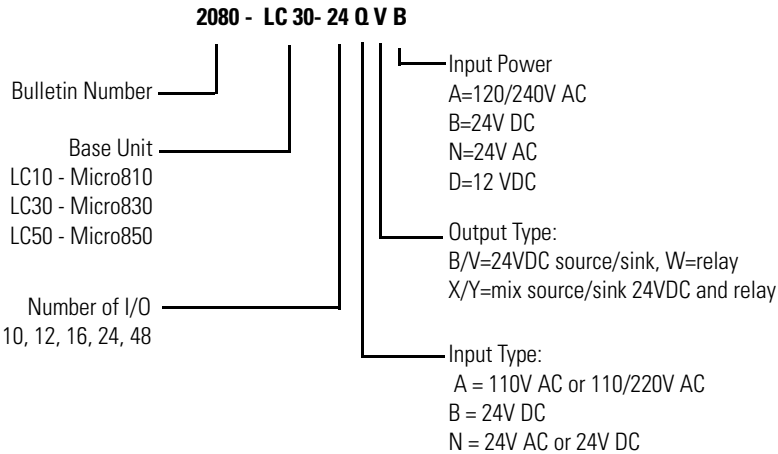 2080 - LC 30- 24 Q V B
Bulletin Number
Base Unit
LC10 - Micro810
LC30 - Micro830
LC50 - Micro850
Number of I/O
10, 12, 16, 24, 48
Input Power
A=120/240V AC
B=24V DC
N=24V AC
D=12 VDC
Output Type:
B/V=24VDC source/sink, W=relay
X/Y=mix source/sink 24VDC and relay
Input Type:
A = 110V AC or 110/220V AC
B = 24V DC
N = 24V AC or 24V DC